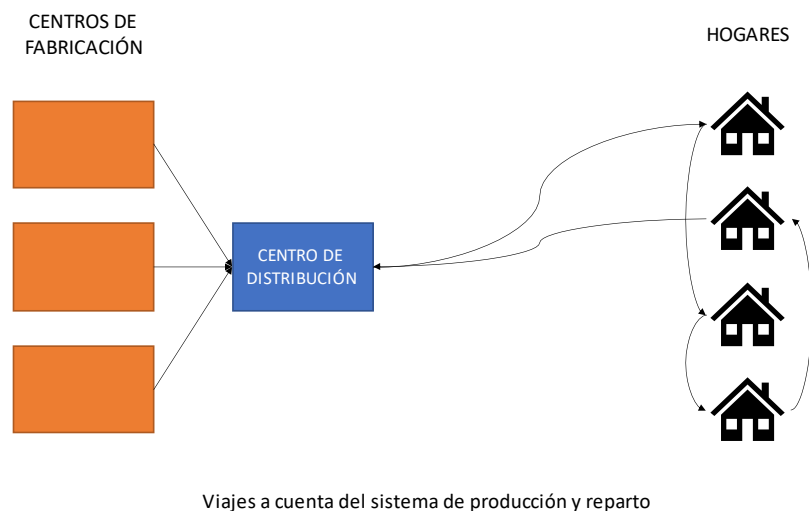 CENTROS DE
FABRICACIÓN
HOGARES
CENTRO DE
DISTRIBUCIÓN
Viajes a cuenta del sistema de producción y reparto